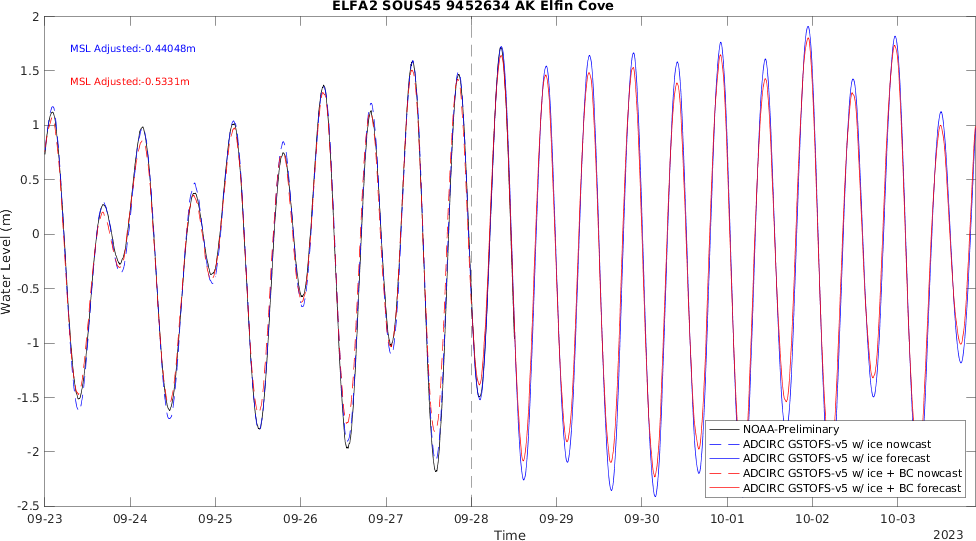 ELFA2 SOUS45 9452634 AK Elfin Cove
MSL Adjusted:-0.44048m
MSL Adjusted:-0.5331m
2
1.5
1
0.5
0
-0.5
-1
-1.5
-2
-2.5
Water Level (m)
NOAA-Preliminary
ADCIRC GSTOFS-v5 w/ ice nowcast
ADCIRC GSTOFS-v5 w/ ice forecast
ADCIRC GSTOFS-v5 w/ ice + BC nowcast
ADCIRC GSTOFS-v5 w/ ice + BC forecast
09-23 09-24 09-25 09-26 09-27 09-28 09-29 09-30 10-01 10-02 10-03
Time
2023